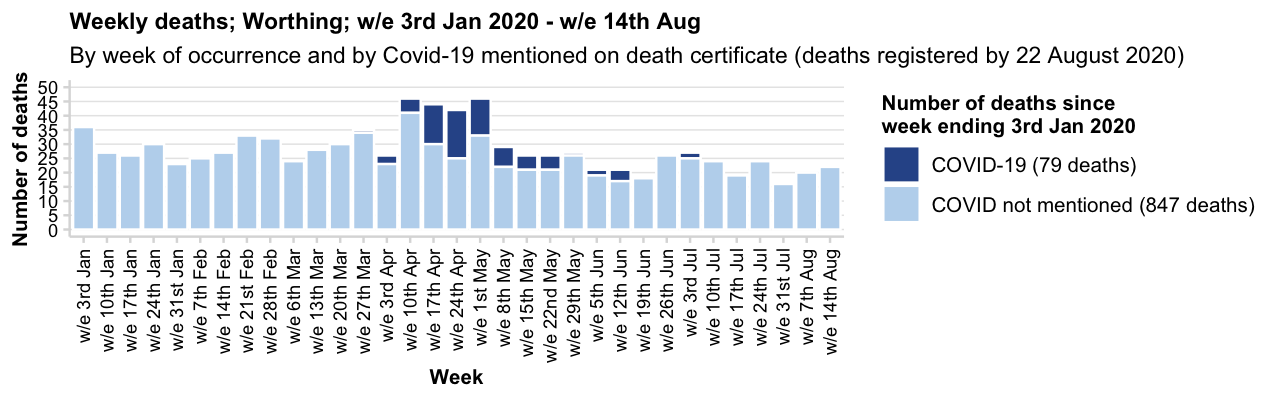 Weekly deaths; Worthing; w/e 3rd Jan 2020 - w/e 14th Aug
By week of occurrence and by Covid-19 mentioned on death certificate (deaths registered by 22 August 2020)
Number of deaths
50
45
40
35
30
25
20
15
10
5
0
w/e 3rd Jan
w/e 10th Jan
w/e 17th Jan
w/e 24th Jan
w/e 31st Jan
w/e 7th Feb
w/e 14th Feb
w/e 21st Feb
w/e 28th Feb
w/e 6th Mar
w/e 13th Mar
w/e 20th Mar
w/e 27th Mar
w/e 3rd Apr
w/e 10th Apr
w/e 17th Apr
w/e 24th Apr
w/e 1st May
w/e 8th May
w/e 15th May
w/e 22nd May
w/e 29th May
w/e 5th Jun
w/e 12th Jun
w/e 19th Jun
w/e 26th Jun
w/e 3rd Jul
w/e 10th Jul
w/e 17th Jul
w/e 24th Jul
w/e 31st Jul
w/e 7th Aug
w/e 14th Aug
Week
Number of deaths since
week ending 3rd Jan 2020
COVID-19 (79 deaths)
COVID not mentioned (847 deaths)